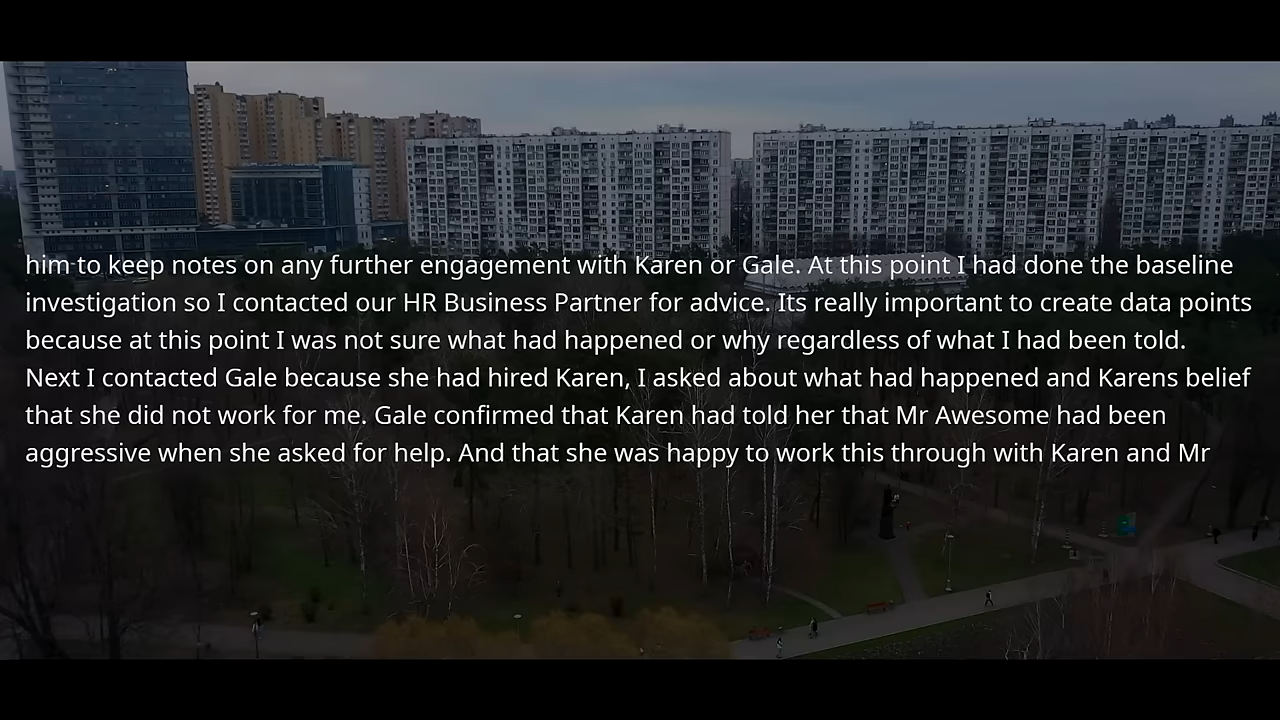 him to keep notes on any further engagement with Karen or Gale. At this point I had done the baseline
investigation so I contacted our HR Business Partner for advice. Its really important to create data points
because at this point I was not sure what had happened or why regardless of what I had been told.
Next I contacted Gale because she had hired Karen, I asked about what had happened and Karens belief
that she did not work for me. Gale confirmed that Karen had told her that Mr Awesome had been
aggressive when she asked for help. And that she was happy to work this through with Karen and Mr